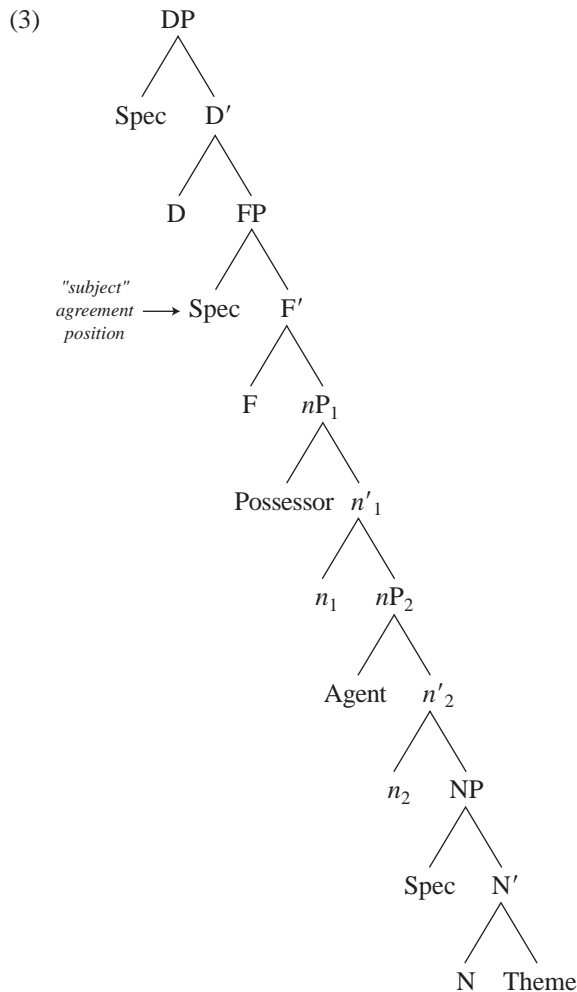 (3) DP
Spec D′
D FP
"subject"
agreement
position
Spec F′
F nP₁
Possessor n′₁
n₁ nP₂
Agent n′₂
n₂ NP
Spec N′
N Theme